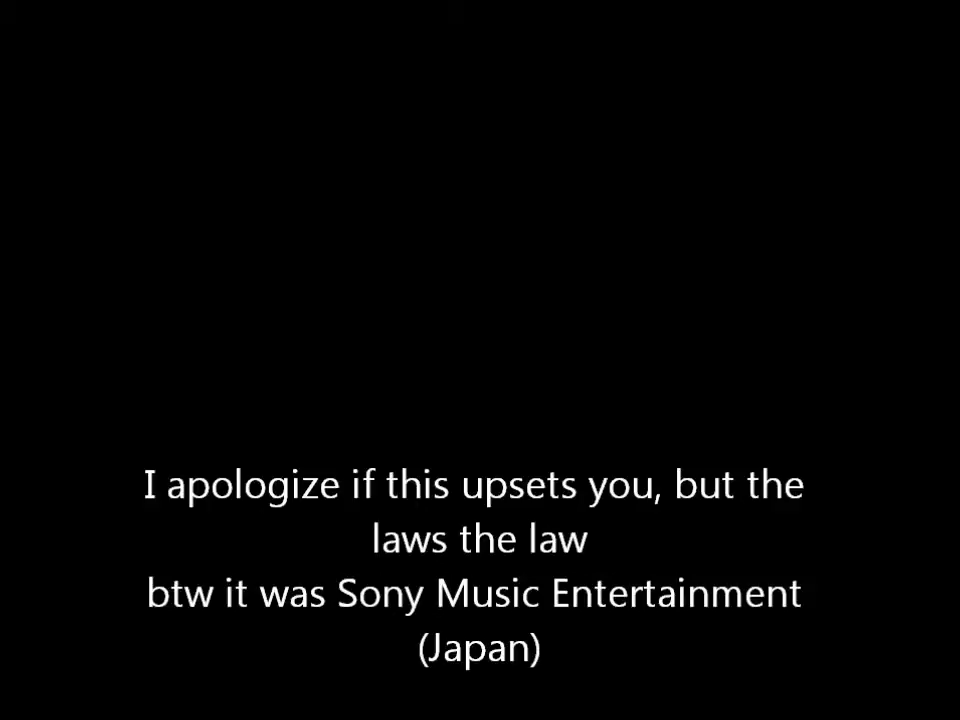 I apologize if this upsets you, but the
laws the law
btw it was Sony Music Entertainment
(Japan)